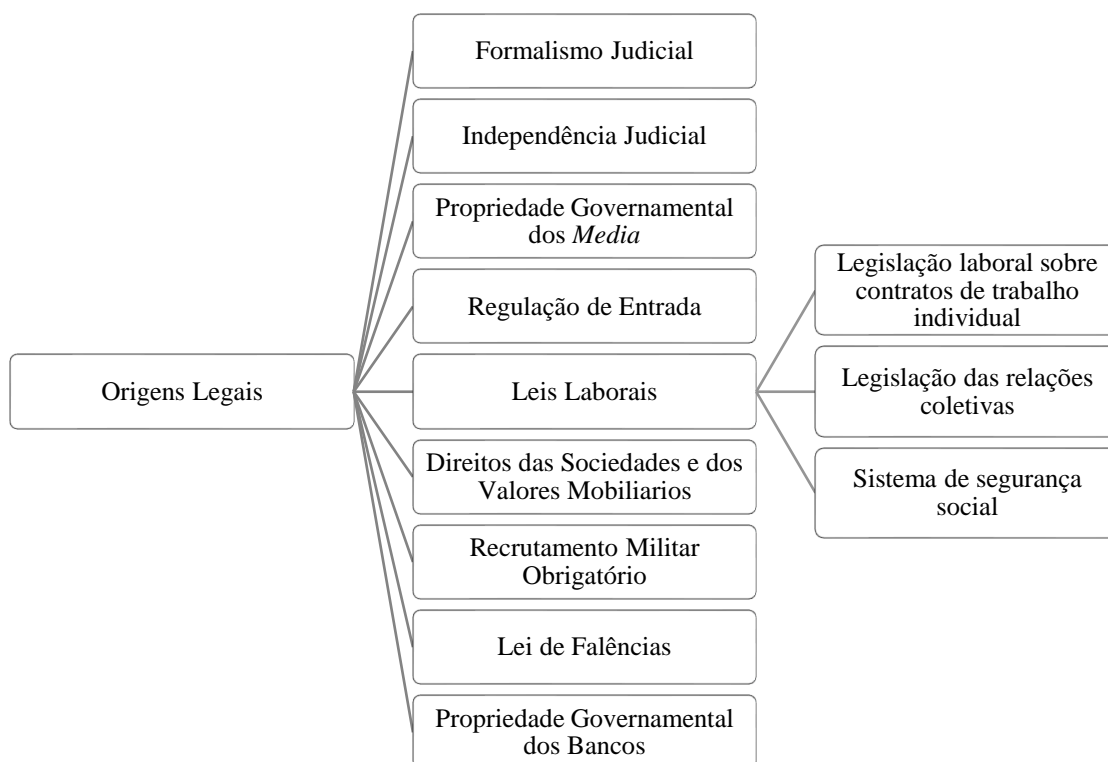 Formalismo Judicial
Independência Judicial
Propriedade Governamental
dos Media
Regulação de Entrada
Origens Legais
Leis Laborais
Direitos das Sociedades e dos
Valores Mobiliarios
Recrutamento Militar
Obrigatório
Lei de Falências
Propriedade Governamental
dos Bancos
Legislação laboral sobre
contratos de trabalho
individual
Legislação das relações
coletivas
Sistema de segurança
social